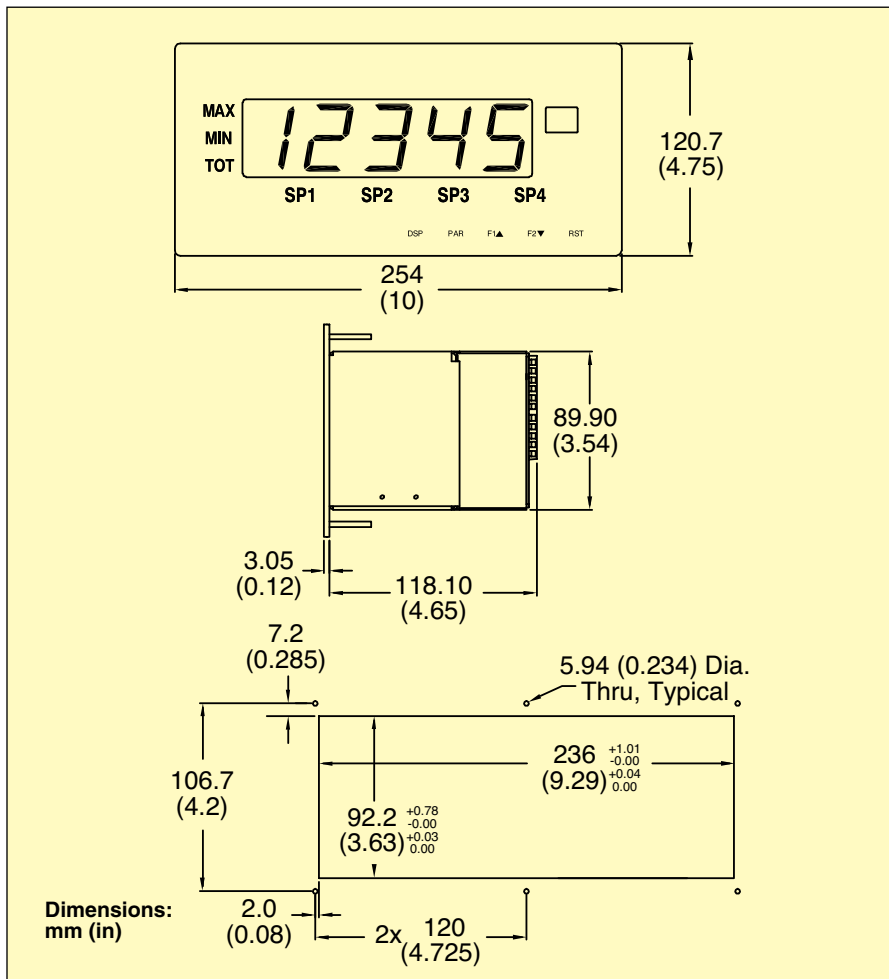 MAX
MIN
TOT
12345
SP1 SP2 SP3 SP4
DSP PAR F1▲ F2▼ RST
120.7
(4.75)
254
(10)
89.90
(3.54)
3.05
(0.12)
118.10
(4.65)
7.2
(0.285)
5.94 (0.234) Dia.
Thru, Typical
106.7
(4.2)
236 +1.01
-0.00
(9.29) +0.04
0.00
92.2 +0.78
-0.00
(3.63) +0.03
0.00
Dimensions:
mm (in)
2.0
(0.08)
2x 120
(4.725)